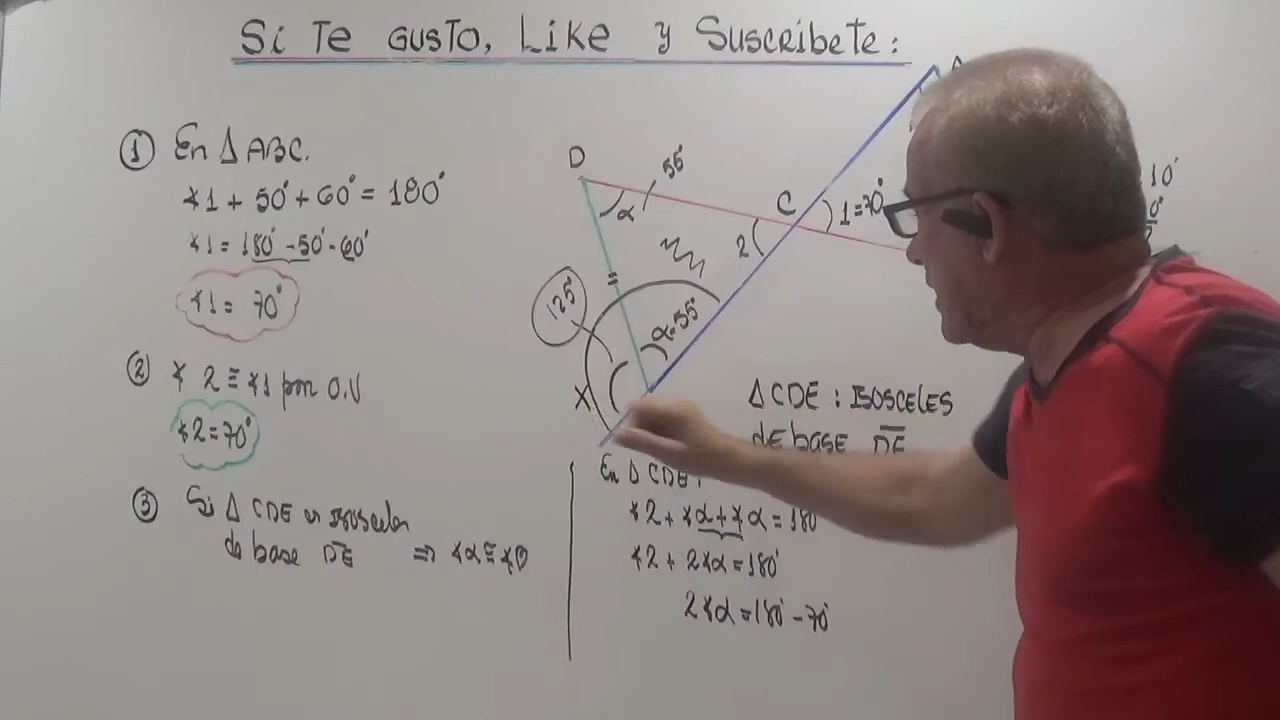 Si Te GUSTO, Like y Suscríbete:
① En Δ ABC.
∢1 + 50° + 60° = 180°
∢1 = 180° - 50° - 60°
∢1 = 70°
② ∢ 2 ≅ ∢1 por O.V
∢2 = 70°
③ Si Δ CDE es Isosceles
de base DE ⇒ ∢α ≅ ∢D
D
55°
α
C
1=70°
2
125°
α=55°
X
10°
Δ CDE : ISOSCELES
de base DE
En Δ CDE:
∢2 + ∢α + ∢α = 180
∢2 + 2∢α = 180°
2∢α = 180° - 70°